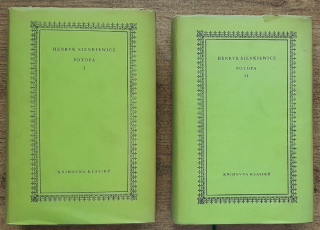 HENRYK SIENKIEWICZ
POTOPA
I
KNIHOVNA KLASIKŮ
HENRYK SIENKIEWICZ
POTOPA
II
KNIHOVNA KLASIKŮ